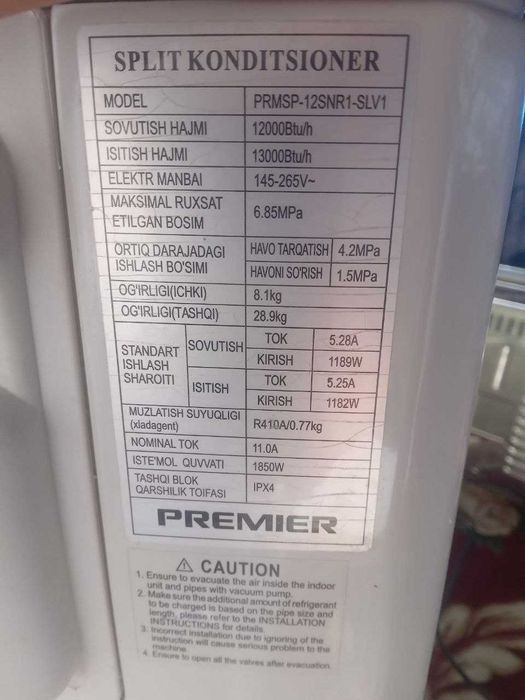 SPLIT KONDITSIONER
MODEL PRMSP-12SNR1-SLV1
SOVUTISH HAJMI 12000Btu/h
ISITISH HAJMI 13000Btu/h
ELEKTR MANBAI 145-265V~
MAKSIMAL RUXSAT
ETILGAN BOSIM 6.85MPa
ORTIQ DARAJADAGI
ISHLASH BO'SIMI
HAVO TARQATISH 4.2MPa
HAVONI SO'RISH 1.5MPa
OG'IRLIGI(ICHKI) 8.1kg
OG'IRLIGI(TASHQI) 28.9kg
STANDART
ISHLASH
SHAROITI
SOVUTISH
TOK 5.28A
KIRISH 1189W
ISITISH
TOK 5.25A
KIRISH 1182W
MUZLATISH SUYUQLIGI
(xladagent) R410A/0.77kg
NOMINAL TOK 11.0A
ISTE'MOL QUVVATI 1850W
TASHQI BLOK
QARSHILIK TOIFASI IPX4
PREMIER
CAUTION
1. Ensure to evacuate the air inside the indoor
unit and pipes with vacuum pump.
2. Make sure the additional amount of refrigerant
to be charged is based on the pipe size and
length, please refer to the INSTALLATION
INSTRUCTIONS for details.
3. Incorrect installation due to ignoring of the
instruction will cause serious problem to the
machine.
4. Ensure to open all the valves after evacuation.